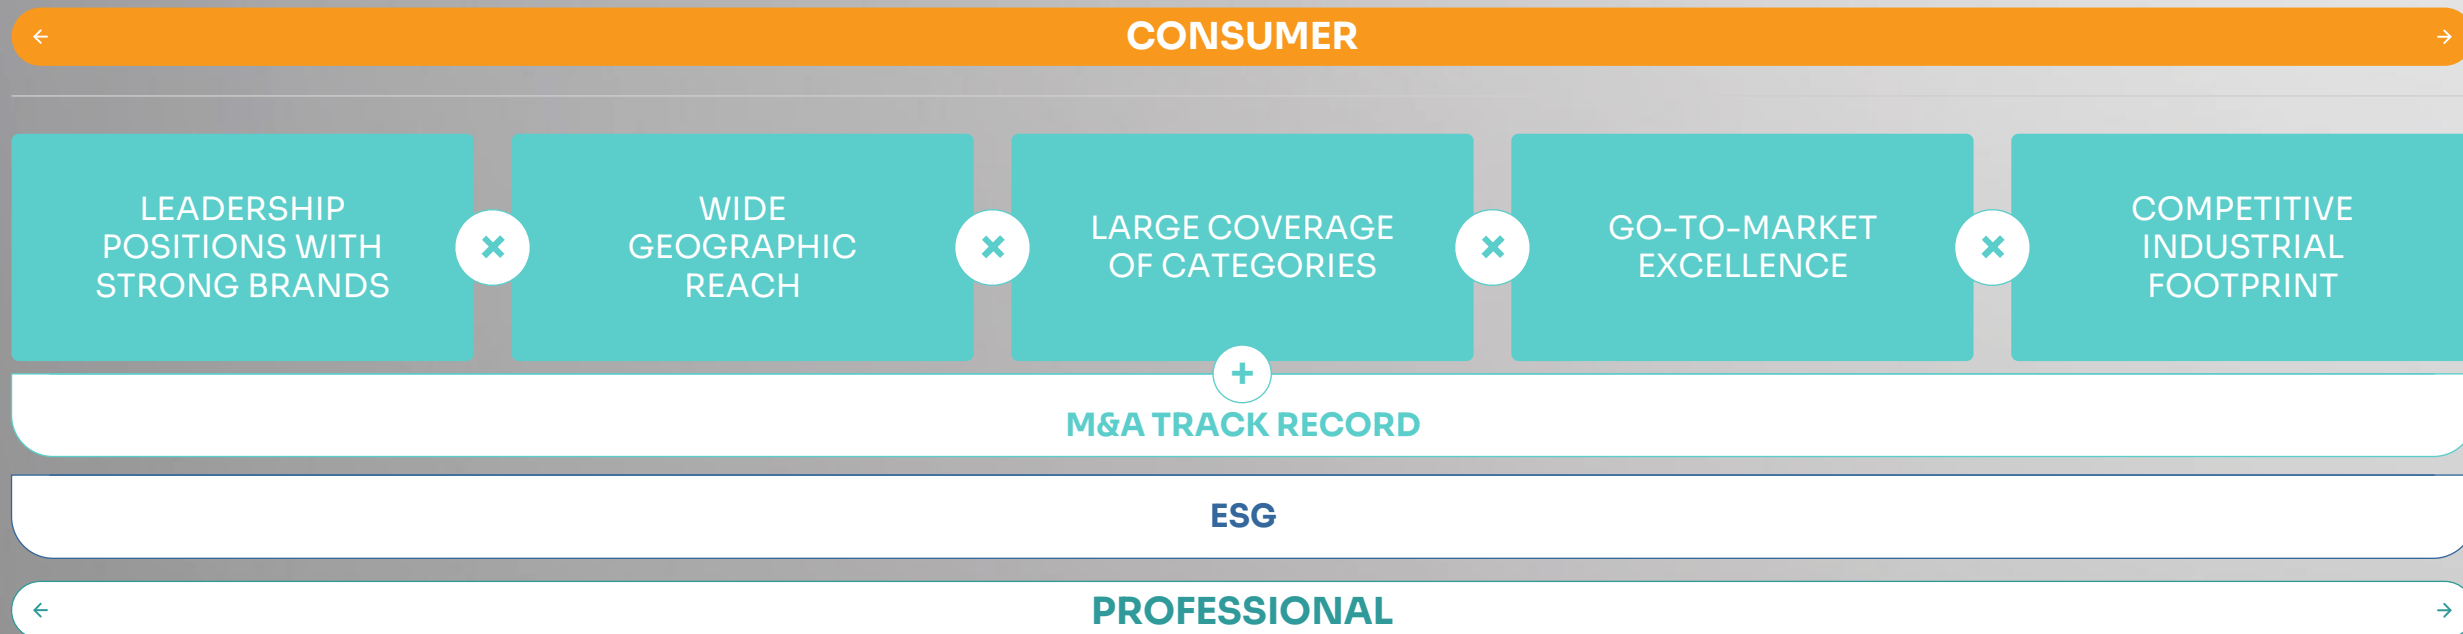 CONSUMER
LEADERSHIP
POSITIONS WITH
STRONG BRANDS
WIDE
GEOGRAPHIC
REACH
LARGE COVERAGE
OF CATEGORIES
GO-TO-MARKET
EXCELLENCE
COMPETITIVE
INDUSTRIAL
FOOTPRINT
M&A TRACK RECORD
ESG
PROFESSIONAL